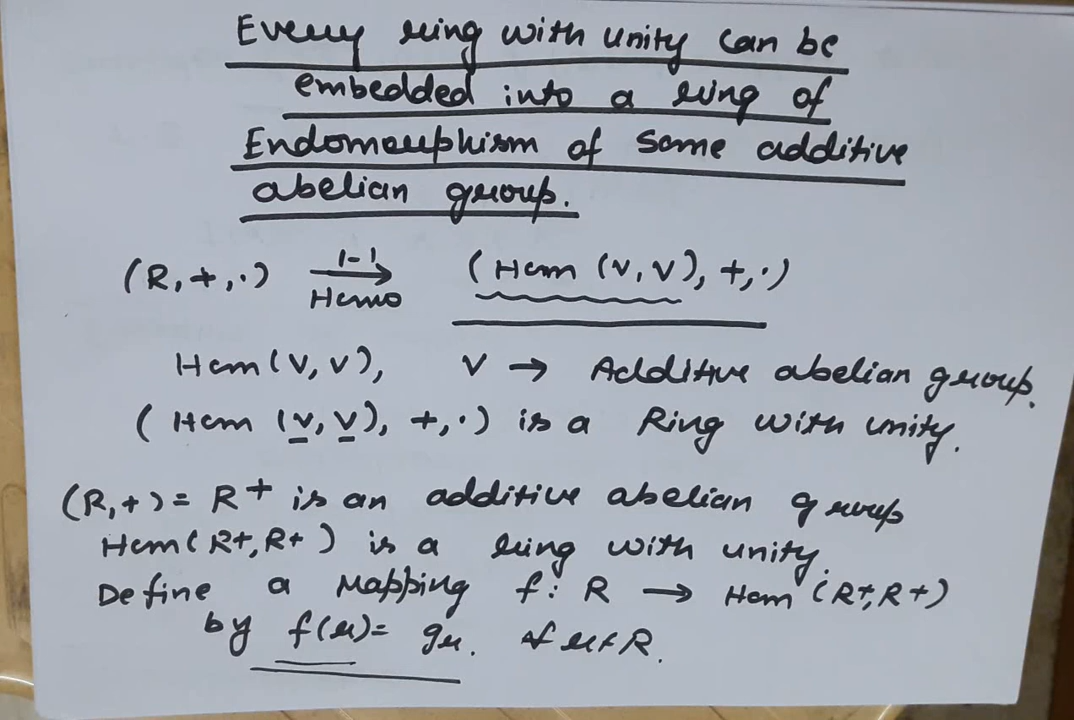 Every ring with unity can be
embedded into a ring of
Endomorphism of some additive
abelian group.
(R, +, ·) 1-1 → Homo (Hom (V, V), +, ·)
Hom(V, V), V → Additive abelian group.
( Hom (V, V), +, ·) is a Ring with unity.
(R, +) = R+ is an additive abelian group
Hom( R+, R+ ) is a ring with unity.
Define a Mapping f: R → Hom (R+, R+)
by f(r) = gr. ∀ r ∈ R.